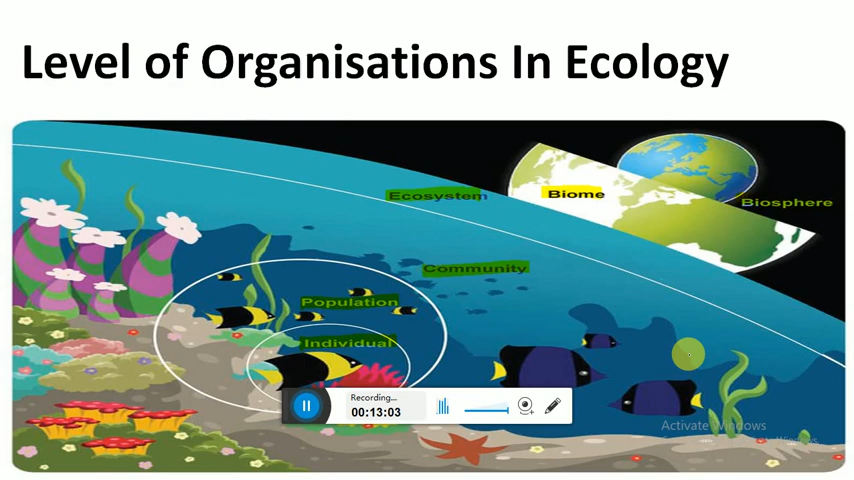 Level of Organisations In Ecology
Ecosystem
Biome
Biosphere
Community
Population
Individual
Recording...
00:13:03
Activate Windows